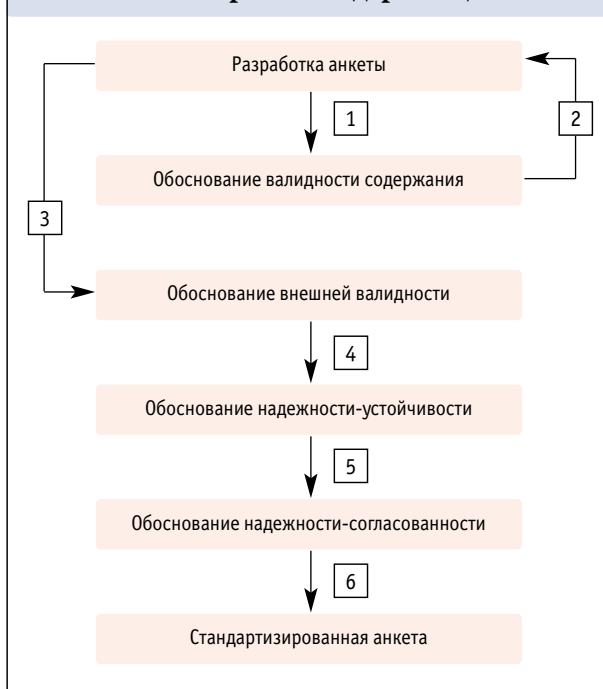 Разработка анкеты
1
2
Обоснование валидности содержания
3
Обоснование внешней валидности
4
Обоснование надежности-устойчивости
5
Обоснование надежности-согласованности
6
Стандартизированная анкета